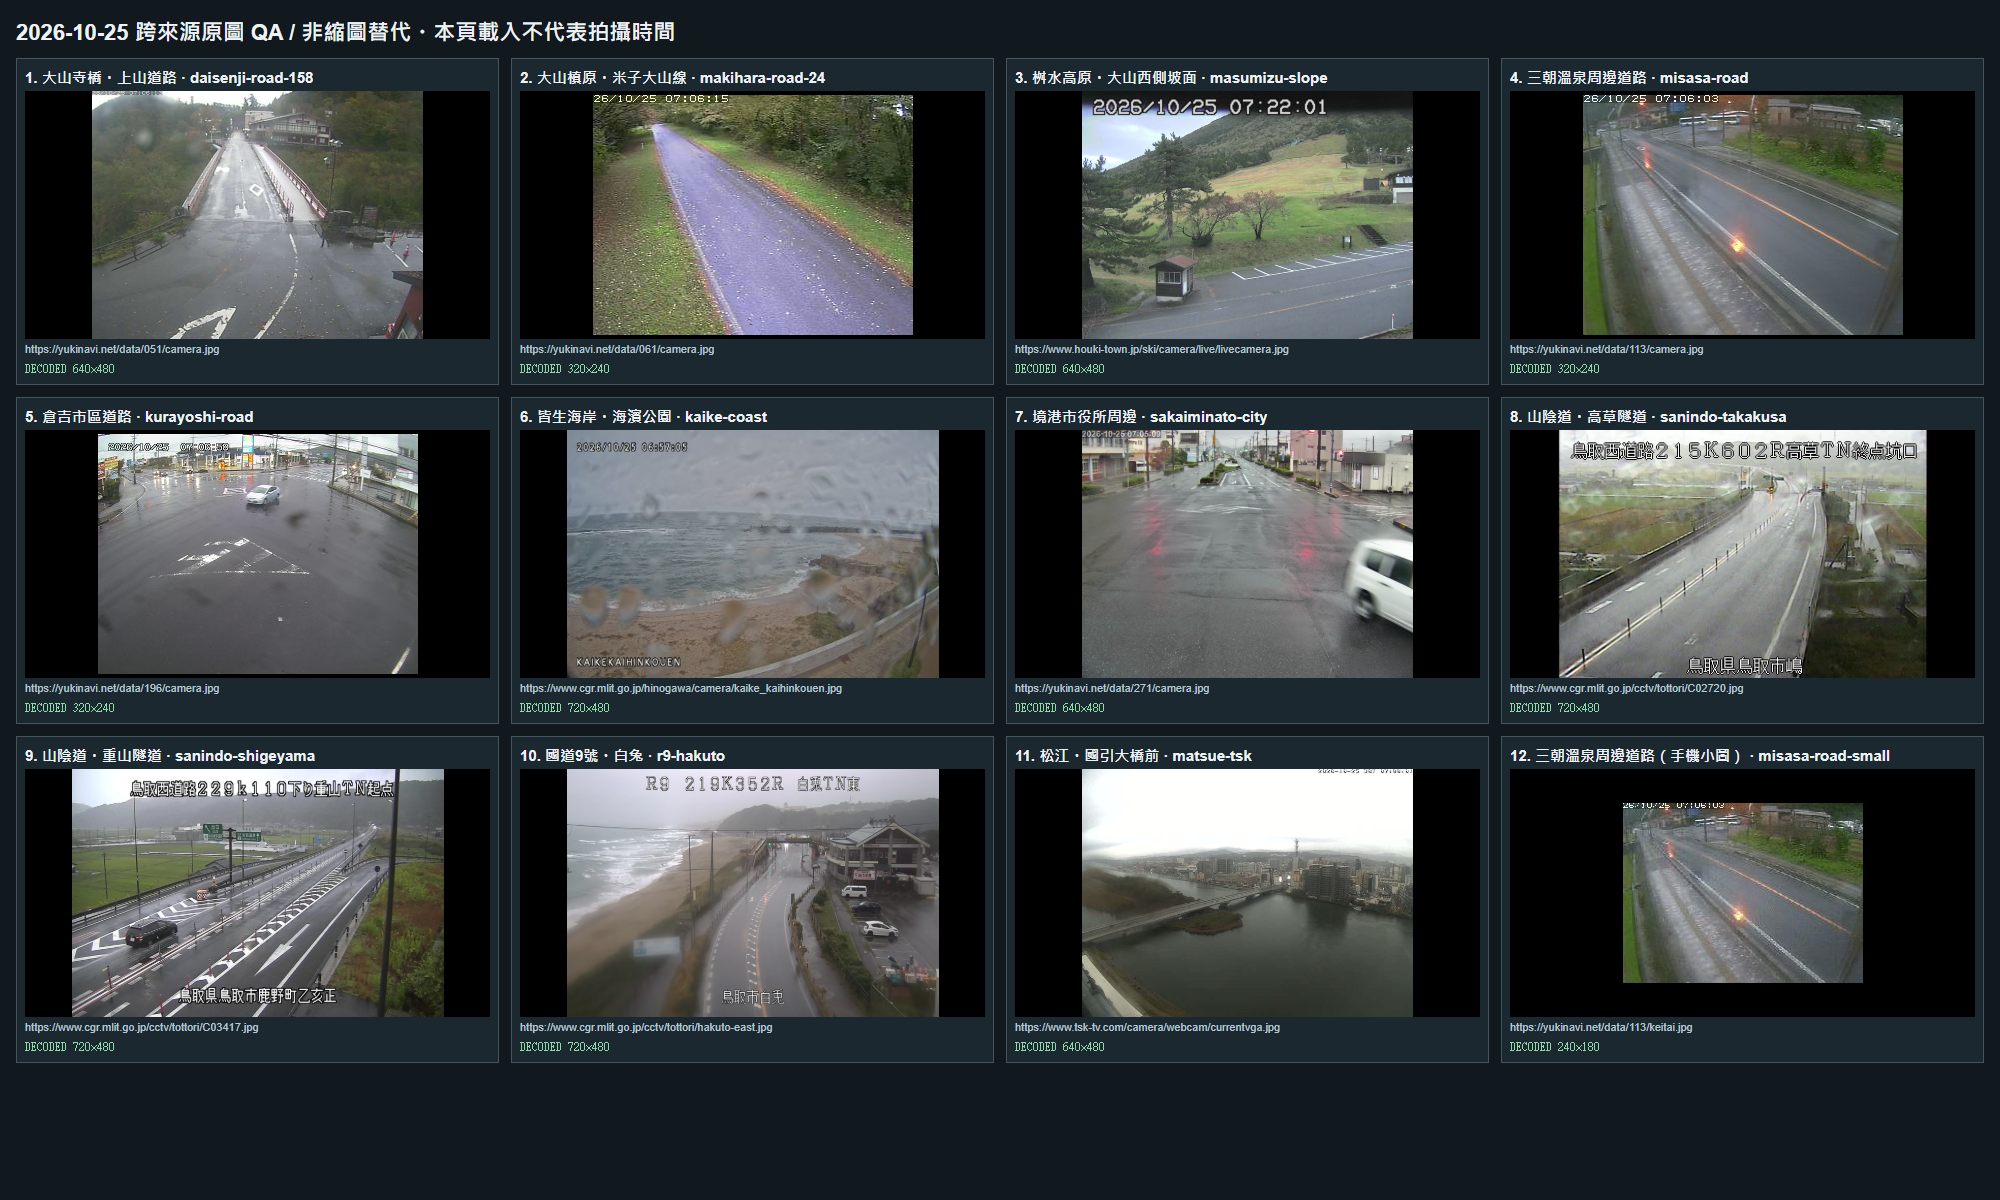 2026-10-25 跨來源原圖 QA / 非縮圖替代・本頁載入不代表拍攝時間
1. 大山寺橋・上山道路 · daisenji-road-158
https://yukinavi.net/data/051/camera.jpg
DECODED 640×480
2. 大山槙原・米子大山線 · makihara-road-24
26/10/25 07:06:15
https://yukinavi.net/data/061/camera.jpg
DECODED 320×240
3. 桝水高原・大山西側坡面 · masumizu-slope
2026/10/25 07:22:01
https://www.houki-town.jp/ski/camera/live/livecamera.jpg
DECODED 640×480
4. 三朝溫泉周邊道路 · misasa-road
26/10/25 07:06:03
https://yukinavi.net/data/113/camera.jpg
DECODED 320×240
5. 倉吉市區道路 · kurayoshi-road
2026/10/25
https://yukinavi.net/data/196/camera.jpg
DECODED 320×240
6. 皆生海岸・海濱公園 · kaike-coast
2026/10/25 06:57:05
KAIKEKAIHINKOUEN
https://www.cgr.mlit.go.jp/hinogawa/camera/kaike_kaihinkouen.jpg
DECODED 720×480
7. 境港市役所周邊 · sakaiminato-city
https://yukinavi.net/data/271/camera.jpg
DECODED 640×480
8. 山陰道・高草隧道 · sanindo-takakusa
鳥取西道路215K602R高草TN終点坑口
鳥取県鳥取市嶋
https://www.cgr.mlit.go.jp/cctv/tottori/C02720.jpg
DECODED 720×480
9. 山陰道・重山隧道 · sanindo-shigeyama
鳥取西道路229k110下り重山TN起点
鳥取県鳥取市鹿野町乙亥正
https://www.cgr.mlit.go.jp/cctv/tottori/C03417.jpg
DECODED 720×480
10. 國道9號・白兔 · r9-hakuto
R9 219K352R 白兎TN東
鳥取市白兎
https://www.cgr.mlit.go.jp/cctv/tottori/hakuto-east.jpg
DECODED 720×480
11. 松江・國引大橋前 · matsue-tsk
https://www.tsk-tv.com/camera/webcam/currentvga.jpg
DECODED 640×480
12. 三朝溫泉周邊道路（手機小圖） · misasa-road-small
26/10/25 07:06:03
https://yukinavi.net/data/113/keitai.jpg
DECODED 240×180